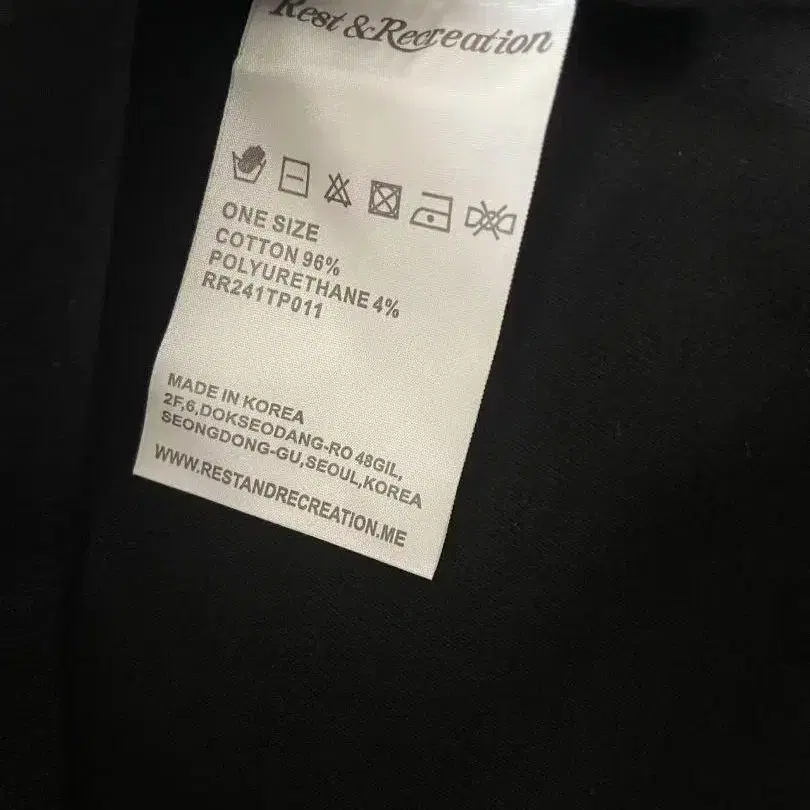 Rest & Recreation
ONE SIZE
COTTON 96%
POLYURETHANE 4%
RR241TP011
MADE IN KOREA
2F,6,DOKSEODANG-RO 48GIL,
SEONGDONG-GU,SEOUL,KOREA
WWW.RESTANDRECREATION.ME